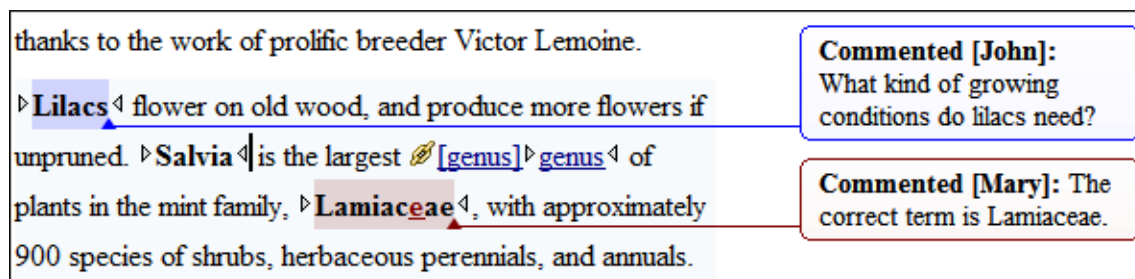 thanks to the work of prolific breeder Victor Lemoine.
Lilacs flower on old wood, and produce more flowers if
unpruned. Salvia is the largest [genus] genus of
plants in the mint family, Lamiaceae, with approximately
900 species of shrubs, herbaceous perennials, and annuals.
Commented [John]:
What kind of growing
conditions do lilacs need?
Commented [Mary]: The
correct term is Lamiaceae.